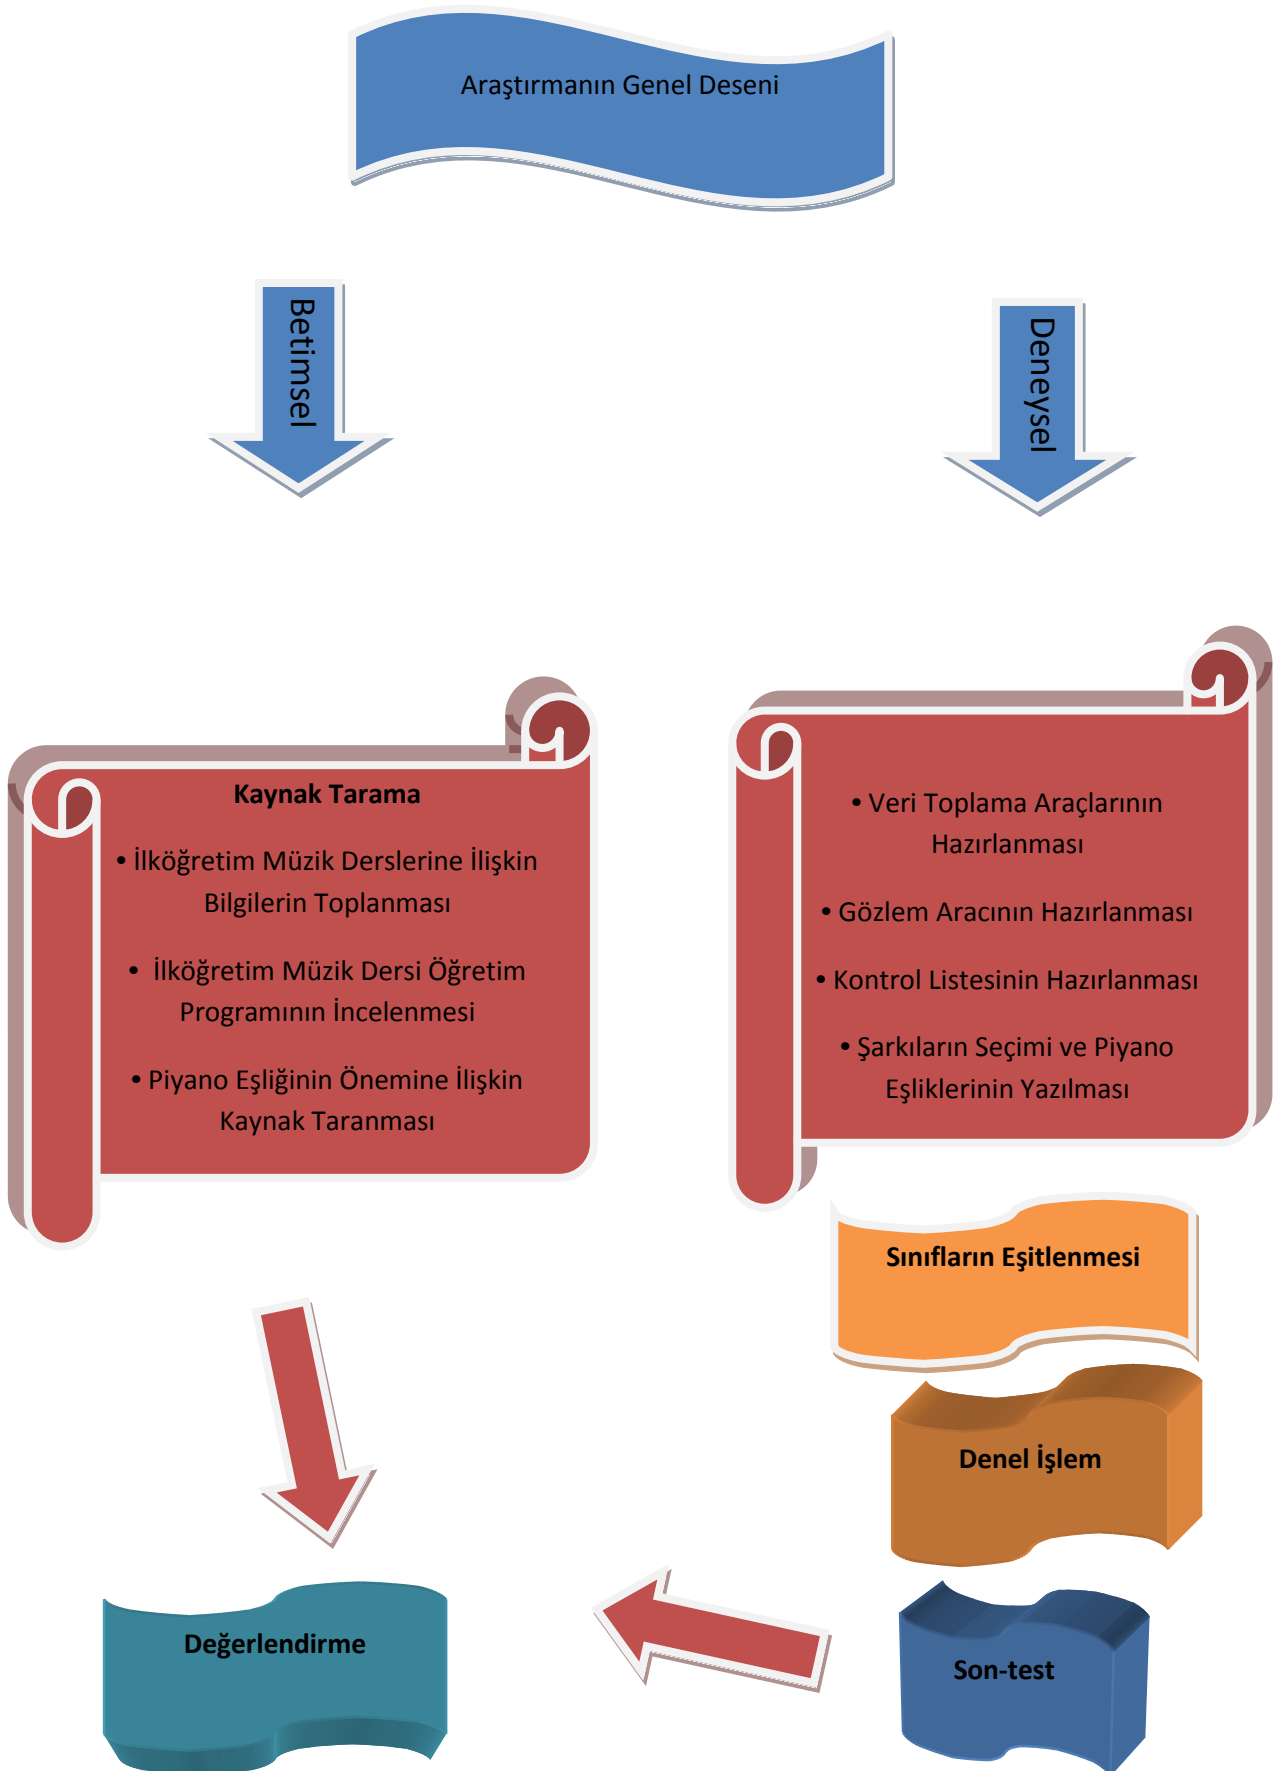 Araştırmanın Genel Deseni
Betimsel
Deneysel
Kaynak Tarama
• İlköğretim Müzik Derslerine İlişkin
Bilgilerin Toplanması
• İlköğretim Müzik Dersi Öğretim
Programının İncelenmesi
• Piyano Eşliğinin Önemine İlişkin
Kaynak Taranması
• Veri Toplama Araçlarının
Hazırlanması
• Gözlem Aracının Hazırlanması
• Kontrol Listesinin Hazırlanması
• Şarkıların Seçimi ve Piyano
Eşliklerinin Yazılması
Sınıfların Eşitlenmesi
Denel İşlem
Son-test
Değerlendirme